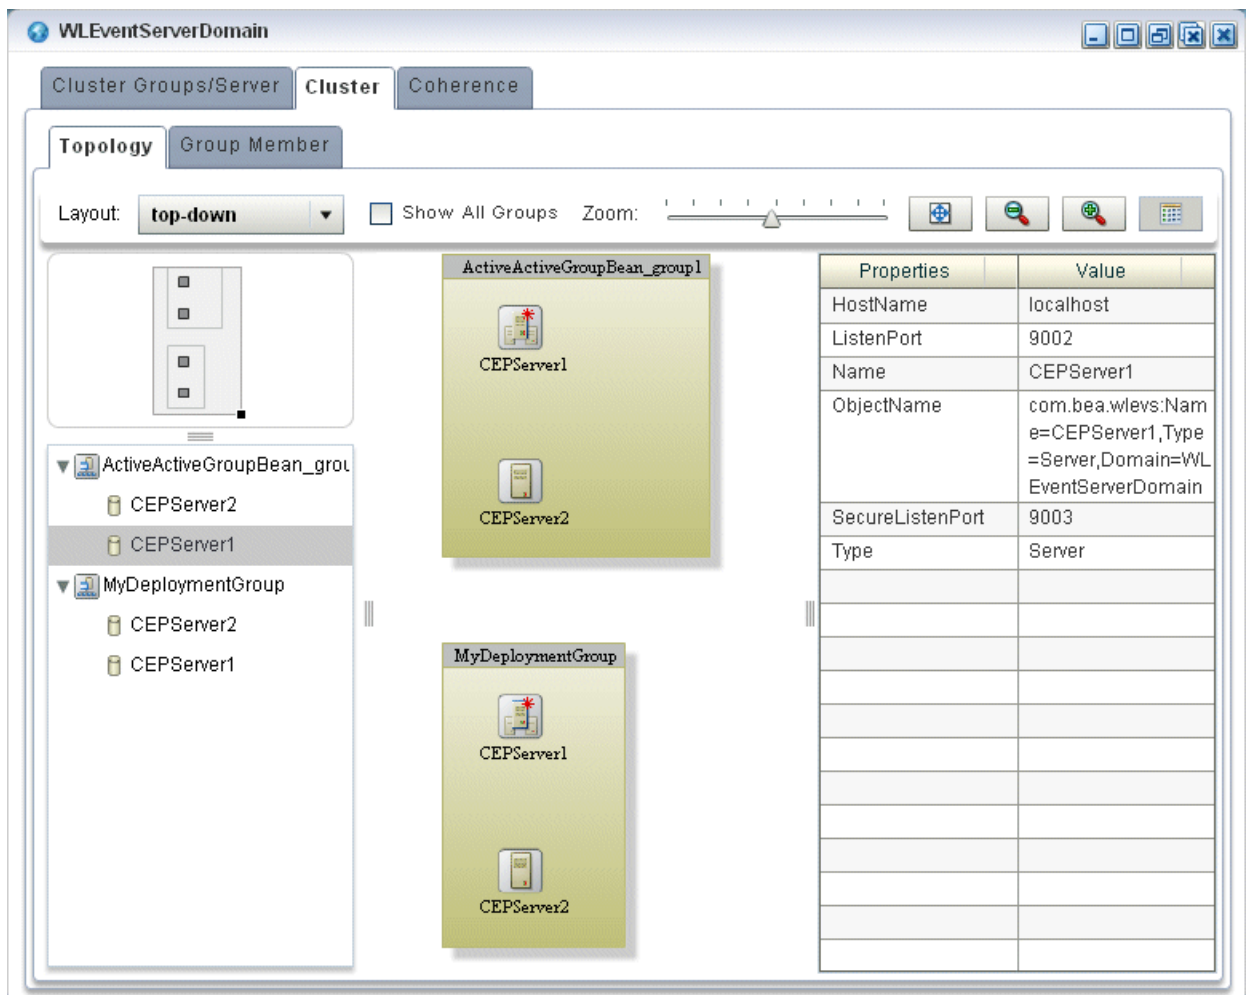 WLEventServerDomain
Cluster Groups/Server
Cluster
Coherence
Topology
Group Member
Layout:
top-down
Show All Groups
Zoom:
ActiveActiveGroupBean_grou
CEPServer2
CEPServer1
MyDeploymentGroup
CEPServer2
CEPServer1
ActiveActiveGroupBean_group1
CEPServer1
CEPServer2
MyDeploymentGroup
CEPServer1
CEPServer2
Properties Value
HostName localhost
ListenPort 9002
Name CEPServer1
ObjectName com.bea.wlevs:Nam
e=CEPServer1,Type
=Server,Domain=WL
EventServerDomain
SecureListenPort 9003
Type Server